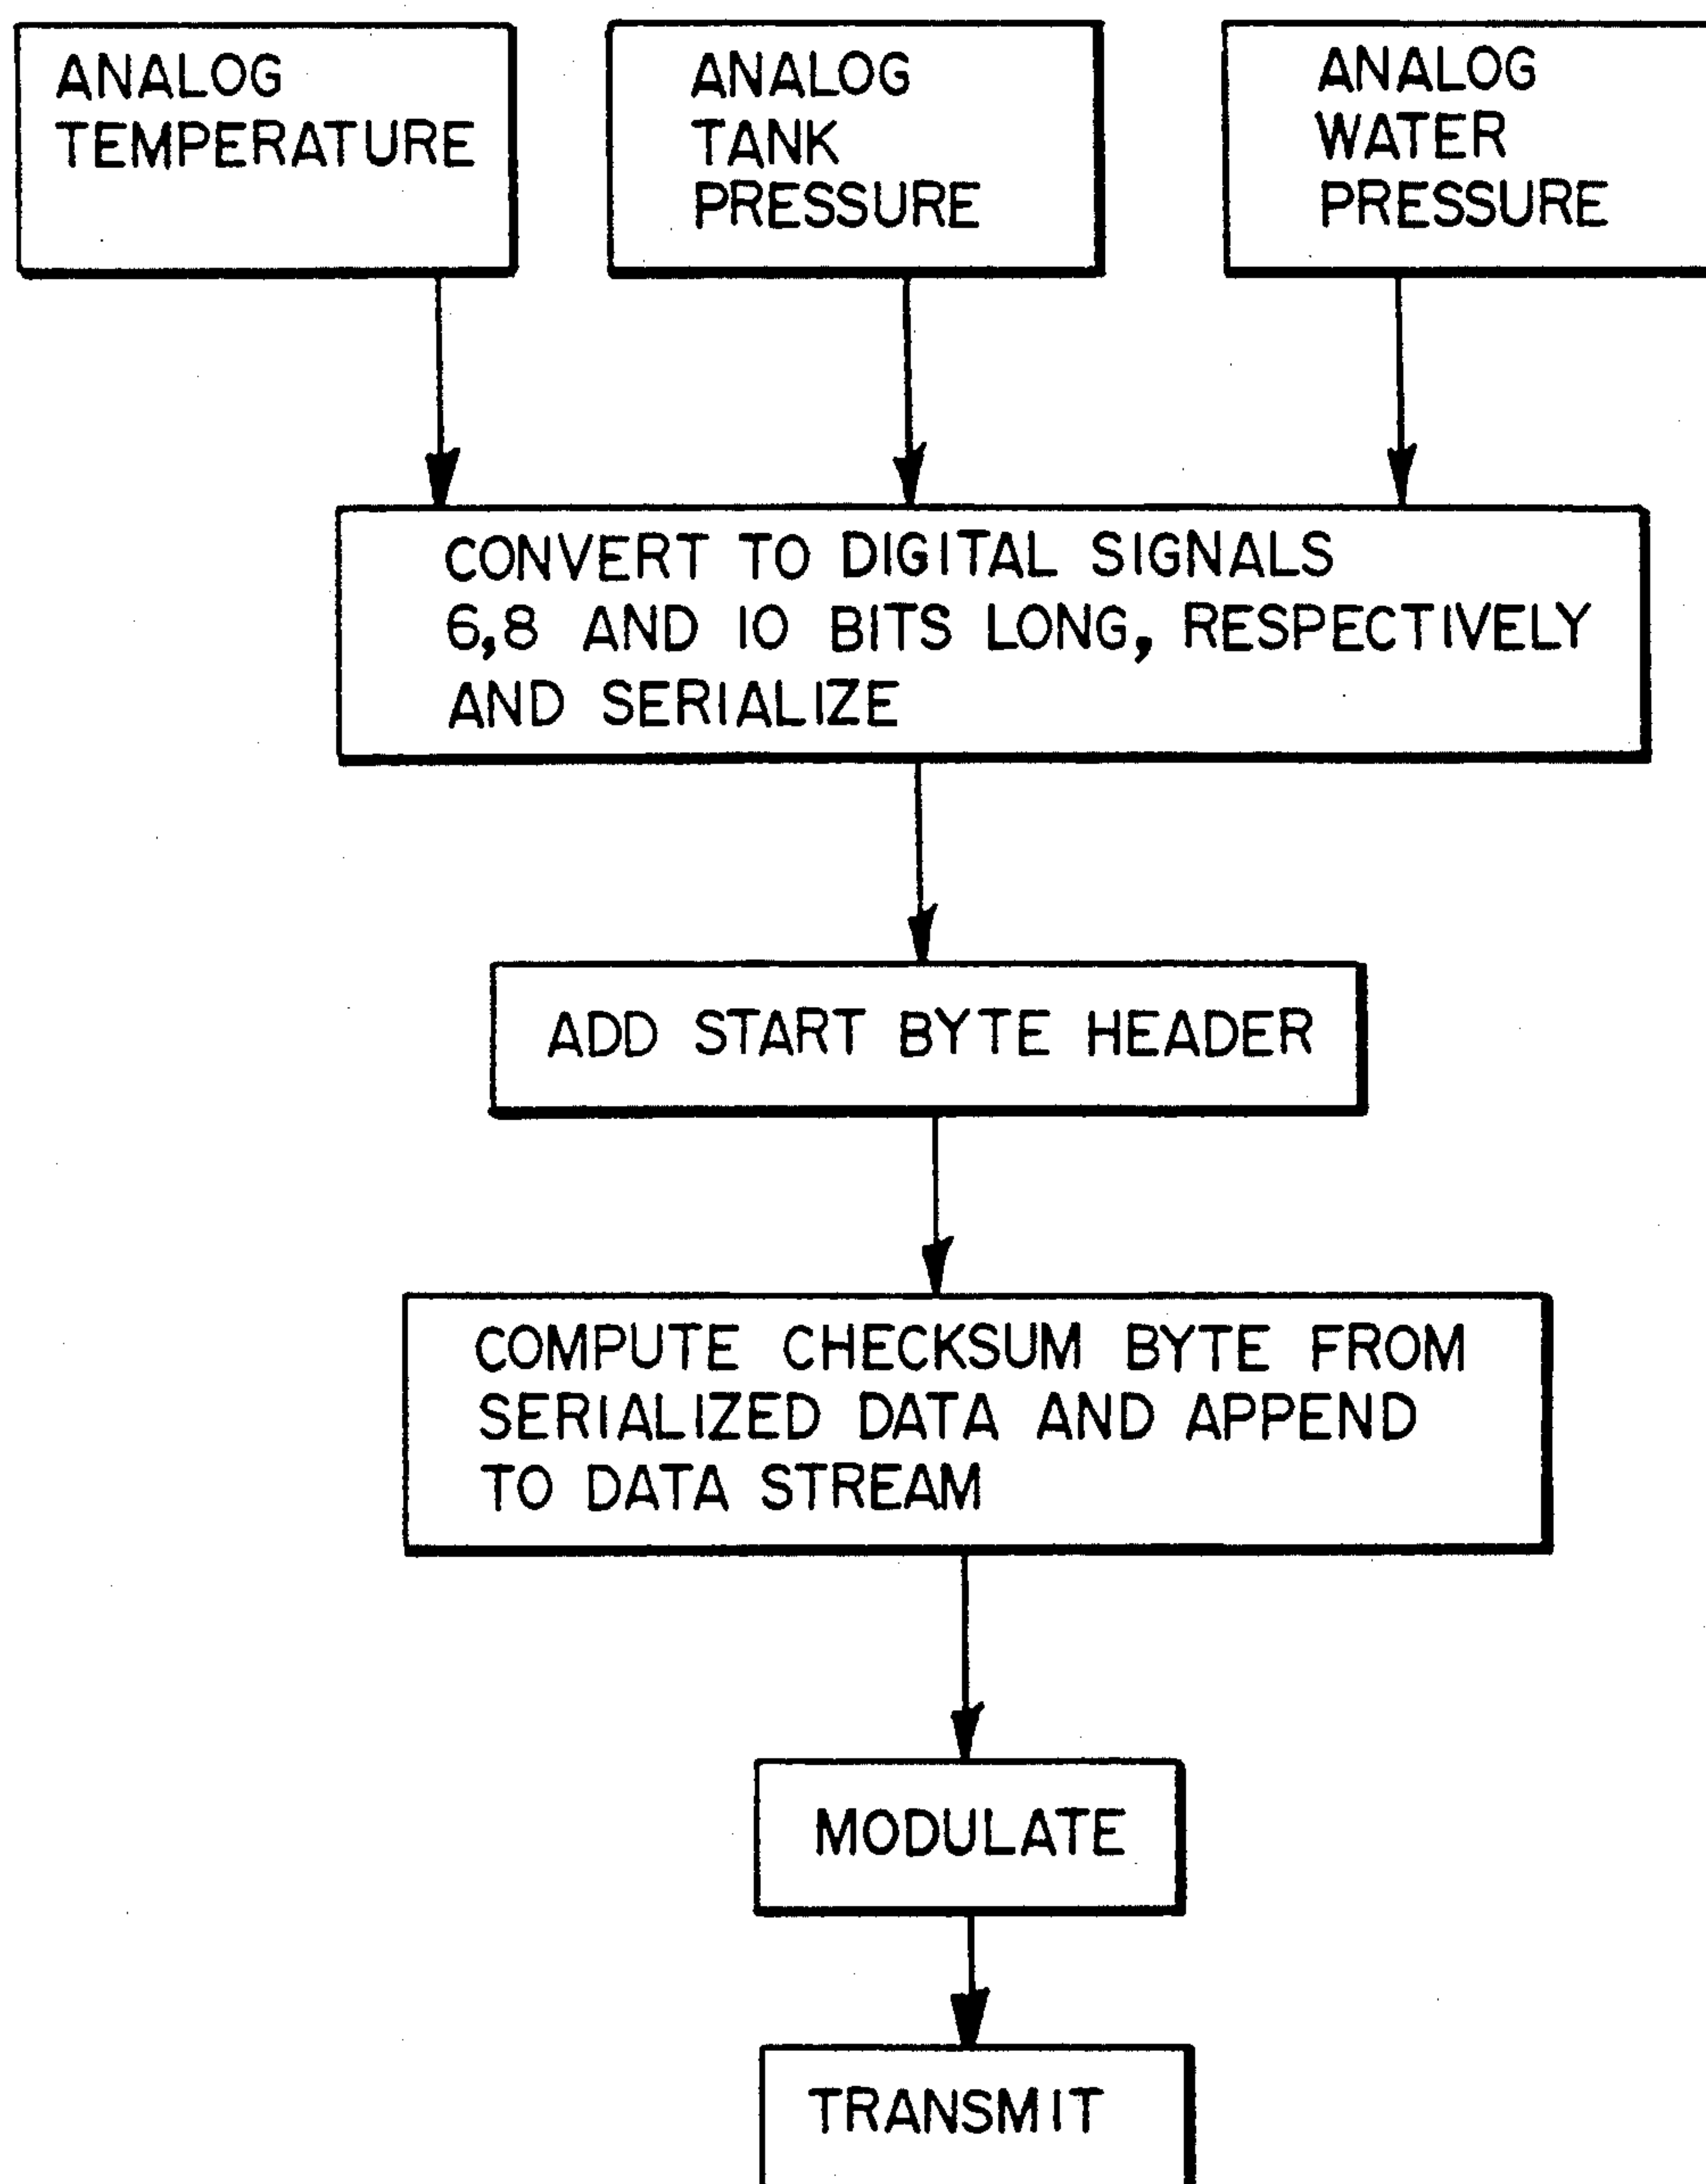 ANALOG
TEMPERATURE
ANALOG
TANK
PRESSURE
ANALOG
WATER
PRESSURE
CONVERT TO DIGITAL SIGNALS
6,8 AND 10 BITS LONG, RESPECTIVELY
AND SERIALIZE
ADD START BYTE HEADER
COMPUTE CHECKSUM BYTE FROM
SERIALIZED DATA AND APPEND
TO DATA STREAM
MODULATE
TRANSMIT